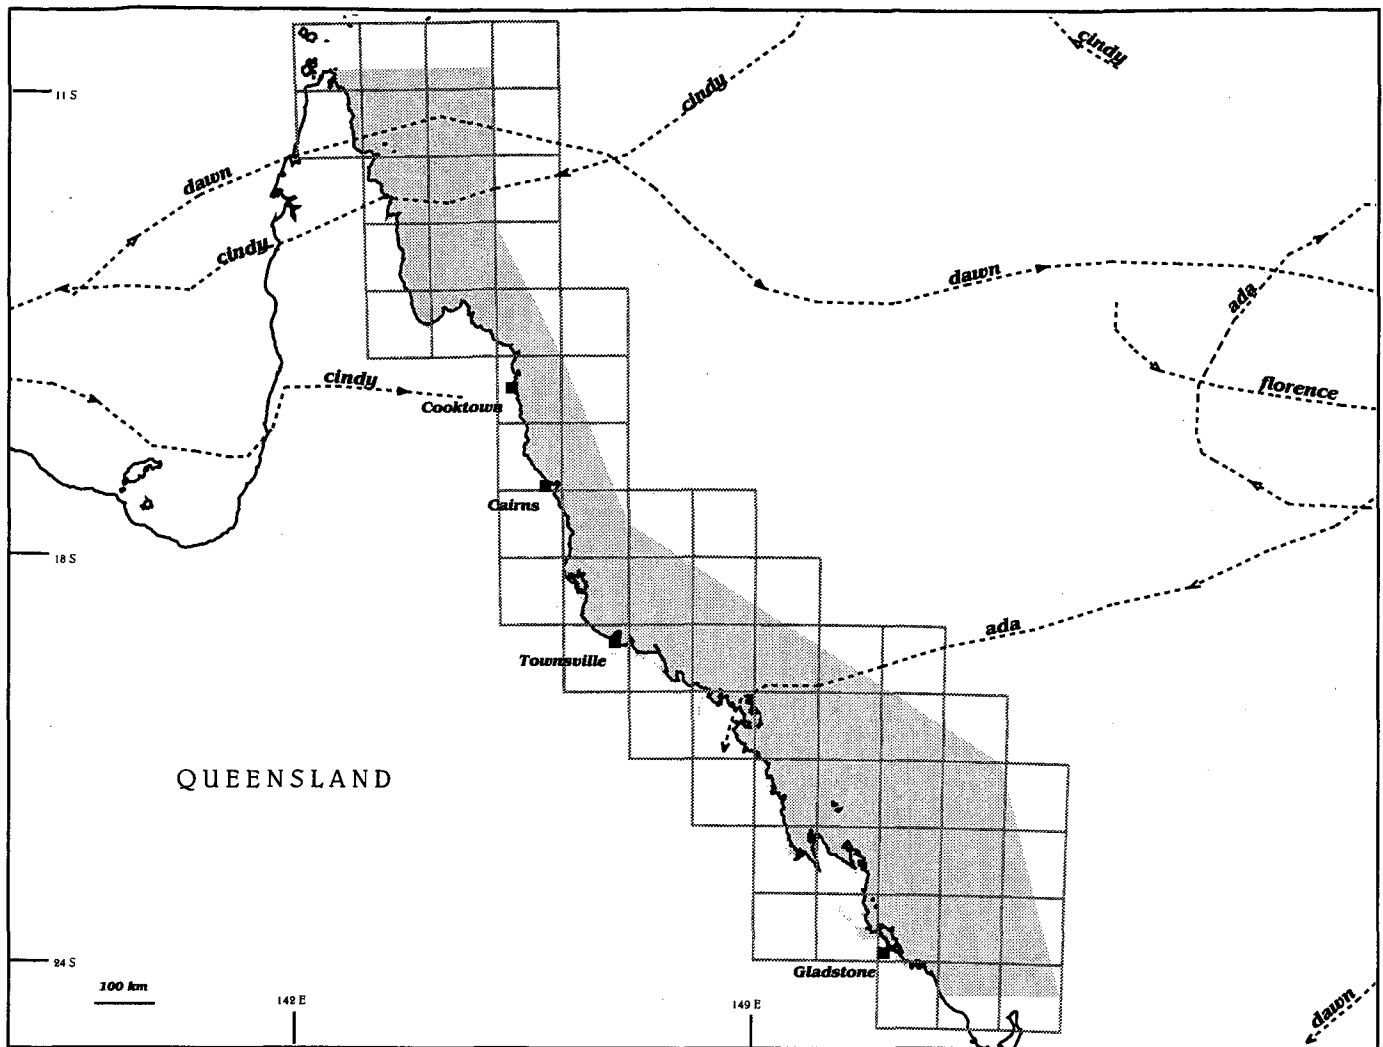 cindy
cindy
11 S
dawn
cindy
dawn
ada
cindy
florence
Cooktown
Cairns
18 S
ada
Townsville
QUEENSLAND
24 S
Gladstone
100 km
142 E
149 E
dawn